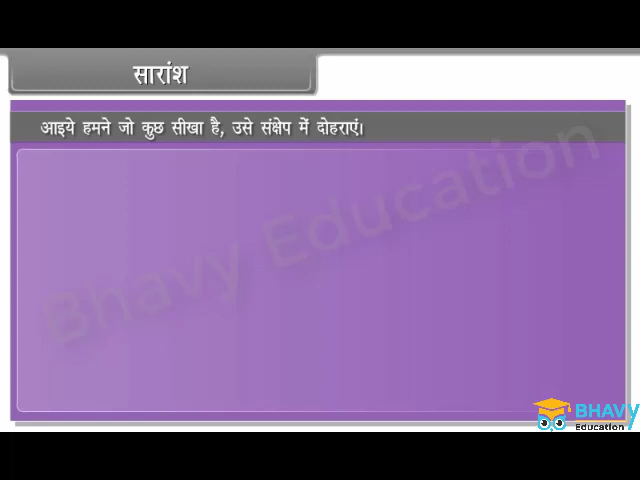 सारांश
आइये हमने जो कुछ सीखा है, उसे संक्षेप में दोहराएं।
Bhavy Education
BHAVY
Education